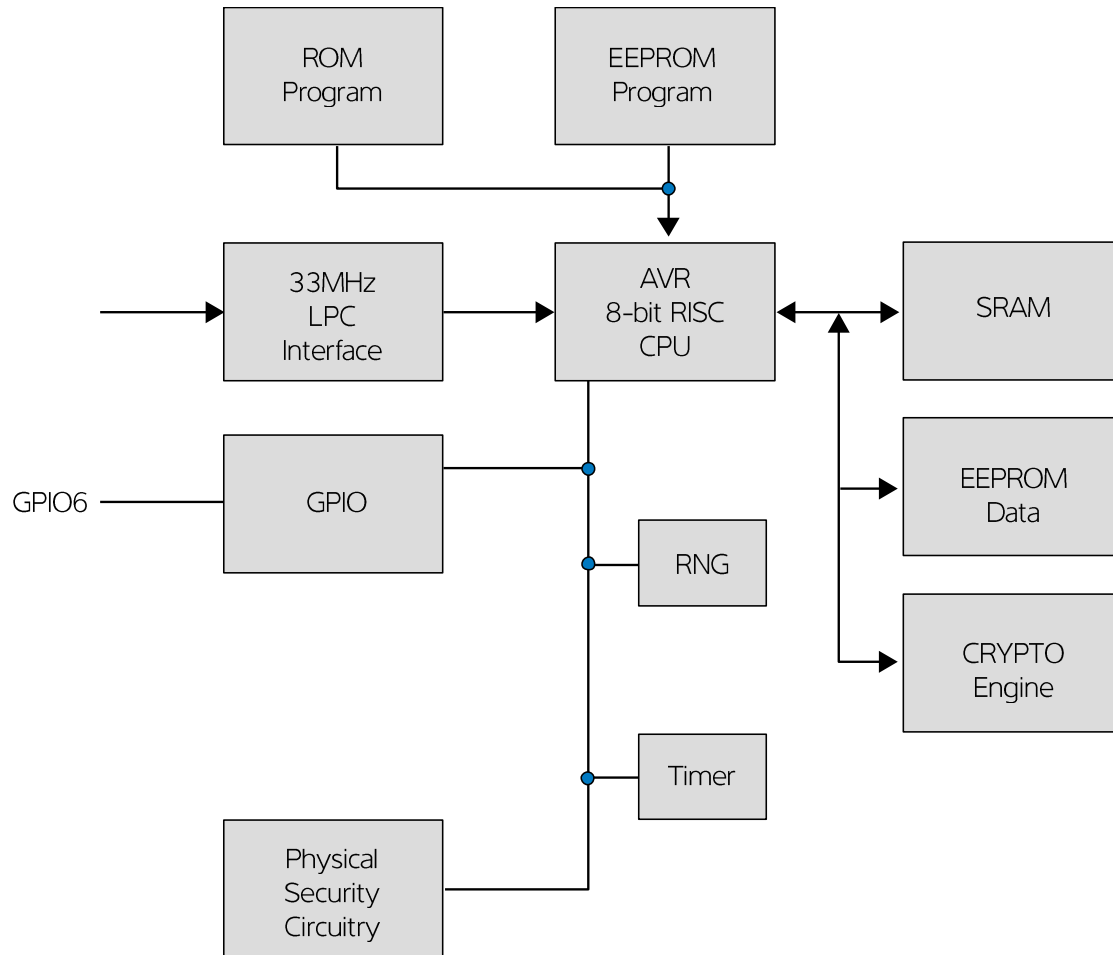 ROM
Program
EEPROM
Program
33MHz
LPC
Interface
AVR
8-bit RISC
CPU
SRAM
GPIO6
GPIO
EEPROM
Data
RNG
CRYPTO
Engine
Timer
Physical
Security
Circuitry